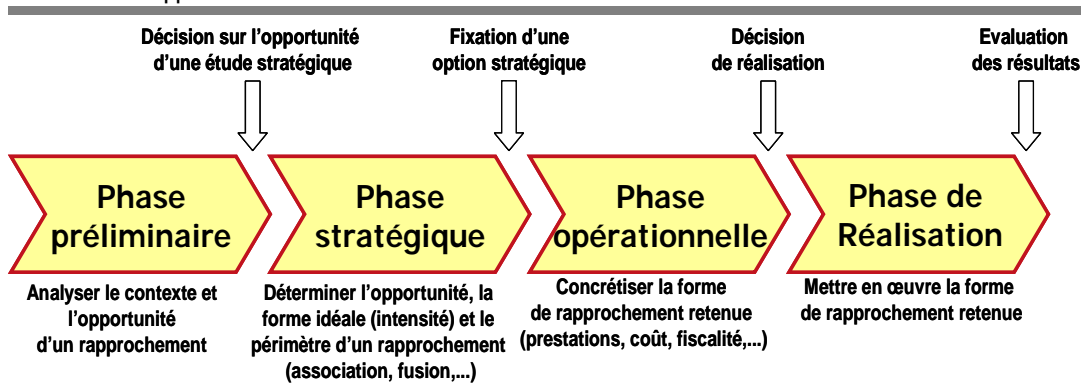 Décision sur l'opportunité
d'une étude stratégique
Fixation d'une
option stratégique
Décision
de réalisation
Evaluation
des résultats
Phase
préliminaire
Phase
stratégique
Phase
opérationnelle
Phase de
Réalisation
Analyser le contexte et
l'opportunité
d'un rapprochement
Déterminer l'opportunité, la
forme idéale (intensité) et le
périmètre d'un rapprochement
(association, fusion,...)
Concrétiser la forme
de rapprochement retenue
(prestations, coût, fiscalité,...)
Mettre en œuvre la forme
de rapprochement retenue